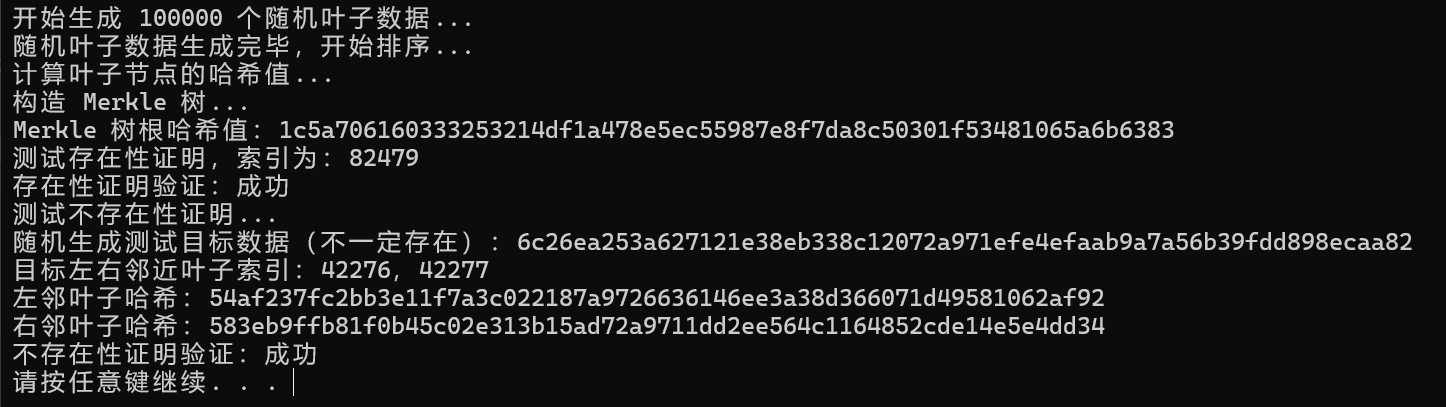 开始生成 100000 个随机叶子数据...
随机叶子数据生成完毕，开始排序...
计算叶子节点的哈希值...
构造 Merkle 树...
Merkle 树根哈希值：1c5a706160333253214df1a478e5ec55987e8f7da8c50301f53481065a6b6383
测试存在性证明，索引为：82479
存在性证明验证：成功
测试不存在性证明...
随机生成测试目标数据（不一定存在）：6c26ea253a627121e38eb338c12072a971efe4efaab9a7a56b39fdd898ecaa82
目标左右邻近叶子索引：42276，42277
左邻叶子哈希：54af237fc2bb3e11f7a3c022187a9726636146ee3a38d366071d49581062af92
右邻叶子哈希：583eb9ffb81f0b45c02e313b15ad72a9711dd2ee564c1164852cde14e5e4dd34
不存在性证明验证：成功
请按任意键继续. . .